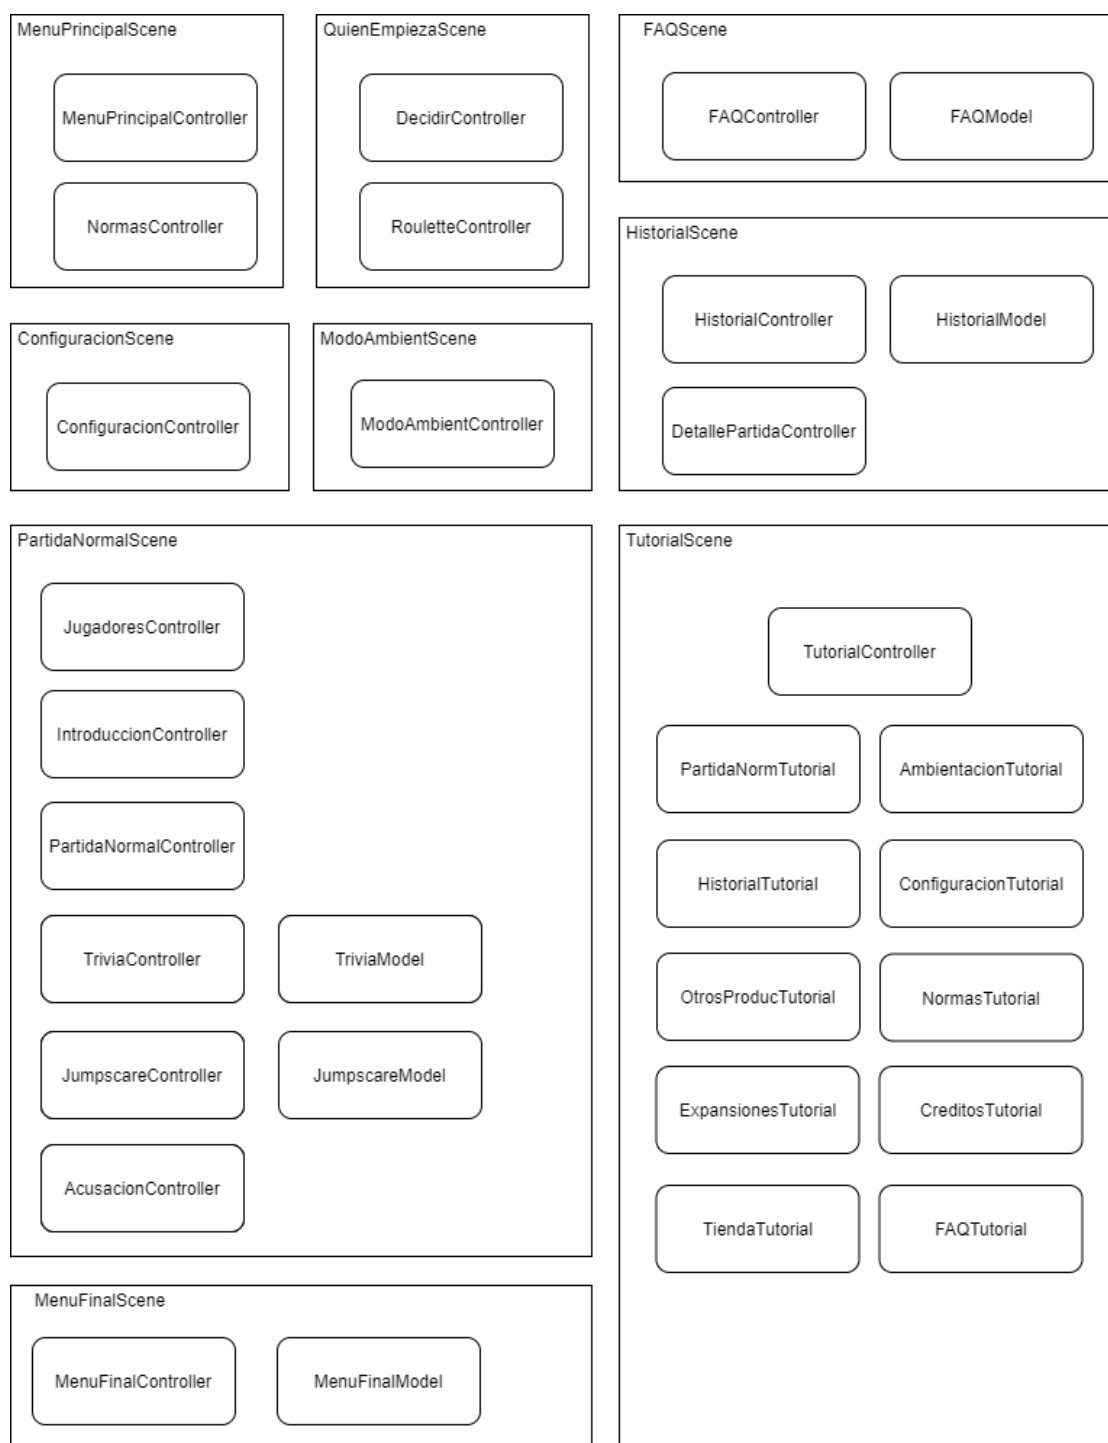 MenuPrincipalScene
MenuPrincipalController
NormasController
QuienEmpiezaScene
DecidirController
RouletteController
FAQScene
FAQController
FAQModel
HistorialScene
HistorialController
HistorialModel
DetallePartidaController
ConfiguracionScene
ConfiguracionController
ModoAmbientScene
ModoAmbientController
PartidaNormalScene
JugadoresController
IntroduccionController
PartidaNormalController
TriviaController
TriviaModel
JumpscareController
JumpscareModel
AcusacionController
TutorialScene
TutorialController
PartidaNormTutorial
AmbientacionTutorial
HistorialTutorial
ConfiguracionTutorial
OtrosProducTutorial
NormasTutorial
ExpansionesTutorial
CreditosTutorial
TiendaTutorial
FAQTutorial
MenuFinalScene
MenuFinalController
MenuFinalModel